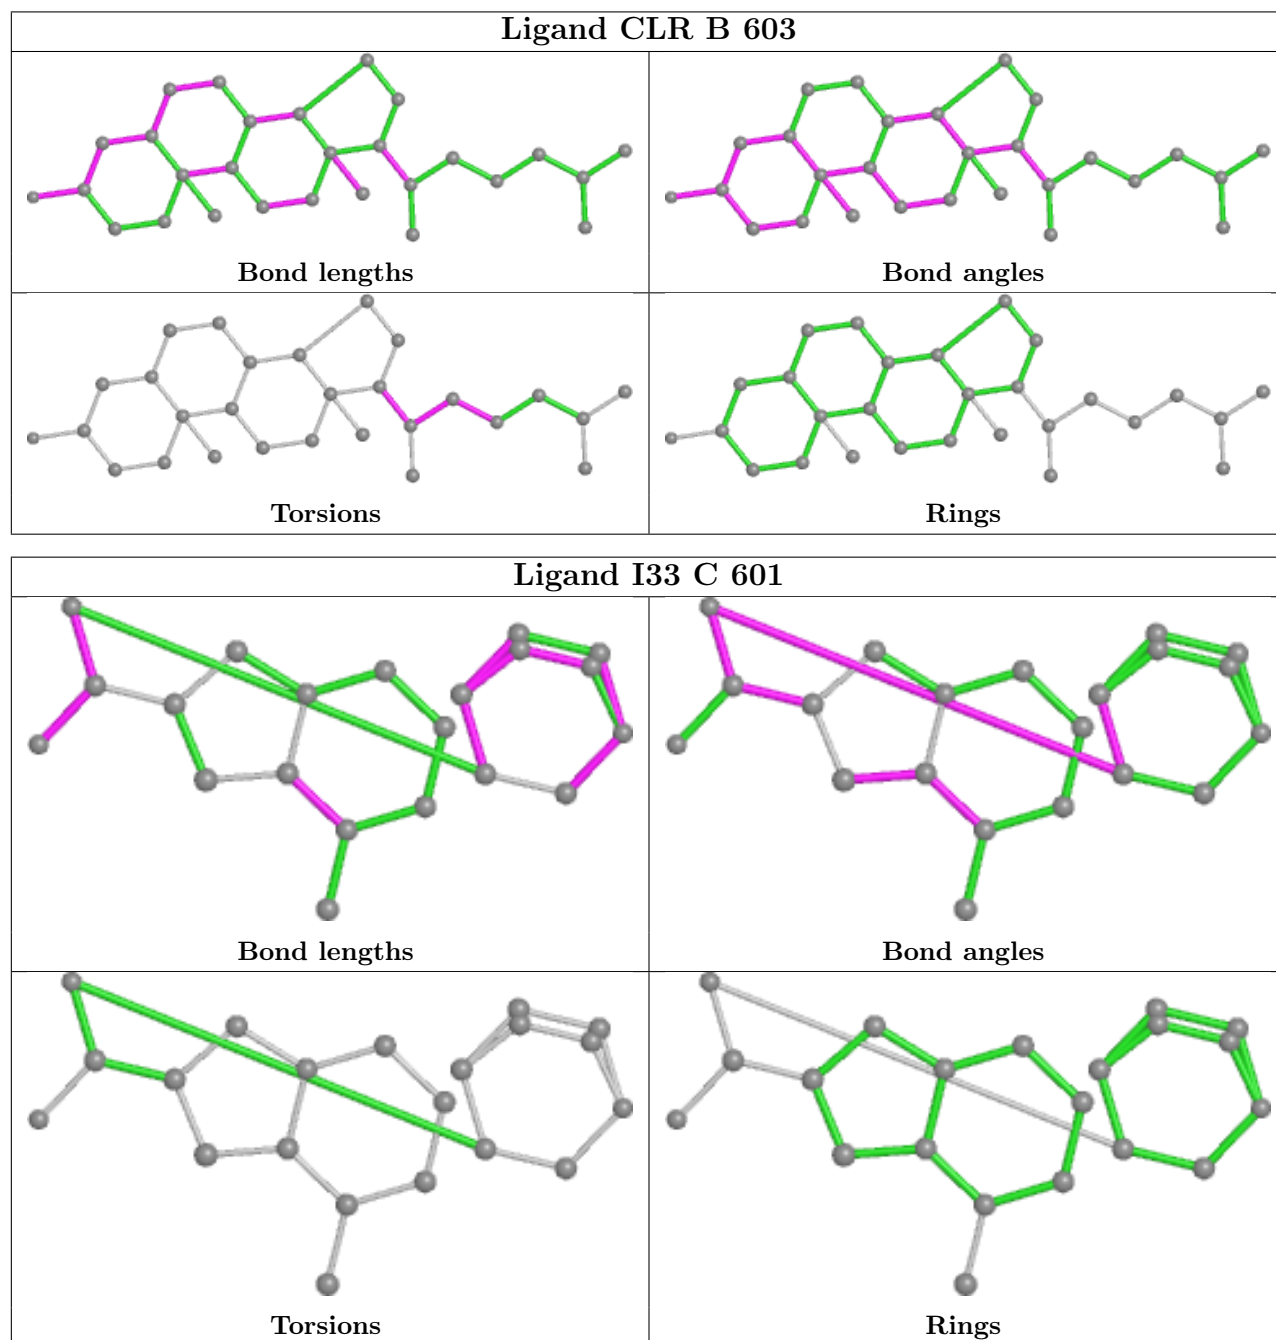 Ligand CLR B 603
Bond lengths
Bond angles
Torsions
Rings
Ligand I33 C 601
Bond lengths
Bond angles
Torsions
Rings